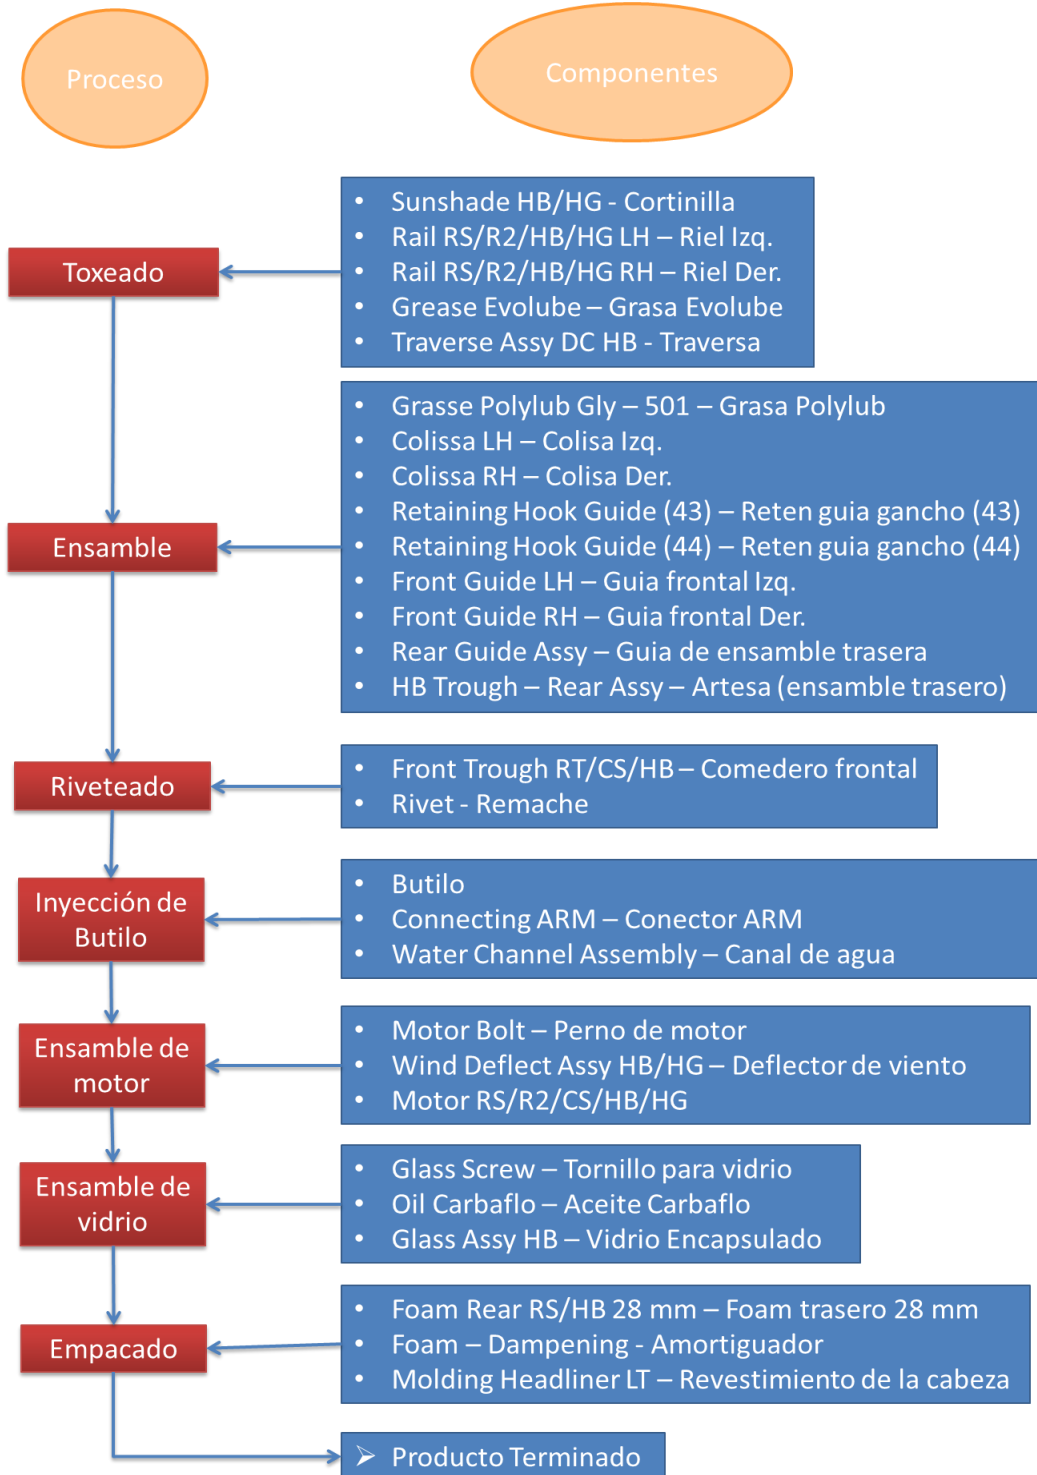 Proceso
Componentes
Toxeado
• Sunshade HB/HG - Cortinilla
• Rail RS/R2/HB/HG LH – Riel Izq.
• Rail RS/R2/HB/HG RH – Riel Der.
• Grease Evolube – Grasa Evolube
• Traverse Assy DC HB - Traversa
Ensamble
• Grasse Polylub Gly – 501 – Grasa Polylub
• Colissa LH – Colisa Izq.
• Colissa RH – Colisa Der.
• Retaining Hook Guide (43) – Reten guia gancho (43)
• Retaining Hook Guide (44) – Reten guia gancho (44)
• Front Guide LH – Guia frontal Izq.
• Front Guide RH – Guia frontal Der.
• Rear Guide Assy – Guia de ensamble trasera
• HB Trough – Rear Assy – Artesa (ensamble trasero)
Riveteado
• Front Trough RT/CS/HB – Comedero frontal
• Rivet - Remache
Inyección de
Butilo
• Butilo
• Connecting ARM – Conector ARM
• Water Channel Assembly – Canal de agua
Ensamble de
motor
• Motor Bolt – Perno de motor
• Wind Deflect Assy HB/HG – Deflector de viento
• Motor RS/R2/CS/HB/HG
Ensamble de
vidrio
• Glass Screw – Tornillo para vidrio
• Oil Carbaflo – Aceite Carbaflo
• Glass Assy HB – Vidrio Encapsulado
Empacado
• Foam Rear RS/HB 28 mm – Foam trasero 28 mm
• Foam – Dampening - Amortiguador
• Molding Headliner LT – Revestimiento de la cabeza
➢ Producto Terminado